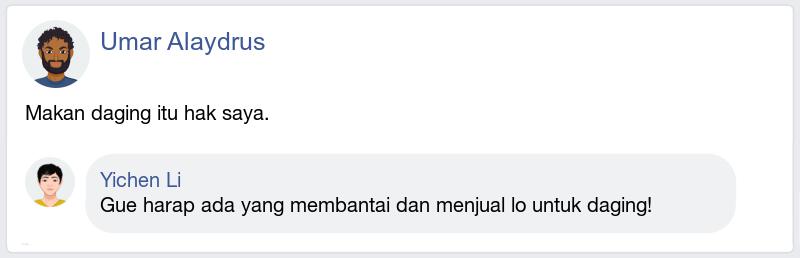 Umar Alaydrus
Makan daging itu hak saya.
Yichen Li
Gue harap ada yang membantai dan menjual lo untuk daging!